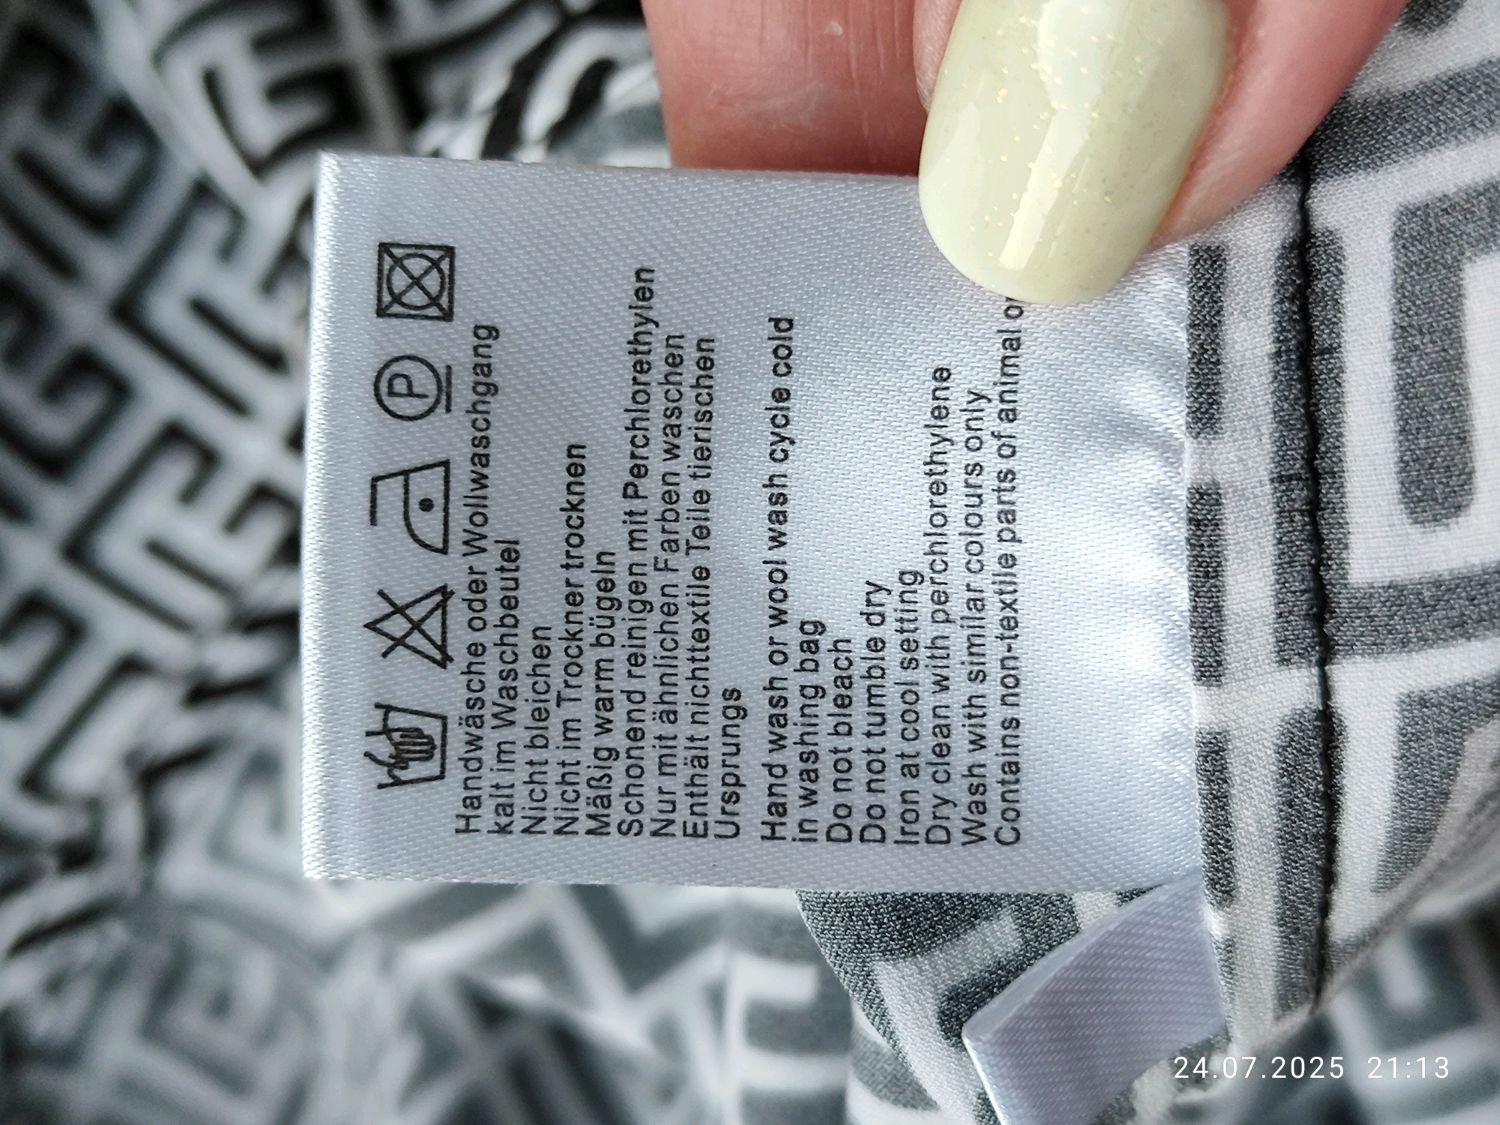 P
Handwäsche oder Wollwaschgang
kalt im Waschbeutel
Nicht bleichen
Nicht im Trockner trocknen
Mäßig warm bügeln
Schonend reinigen mit Perchlorethylen
Nur mit ähnlichen Farben waschen
Enthält nichttextile Teile tierischen
Ursprungs
Hand wash or wool wash cycle cold
in washing bag
Do not bleach
Do not tumble dry
Iron at cool setting
Dry clean with perchlorethylene
Wash with similar colours only
Contains non-textile parts of animal
24.07.2025 21:13